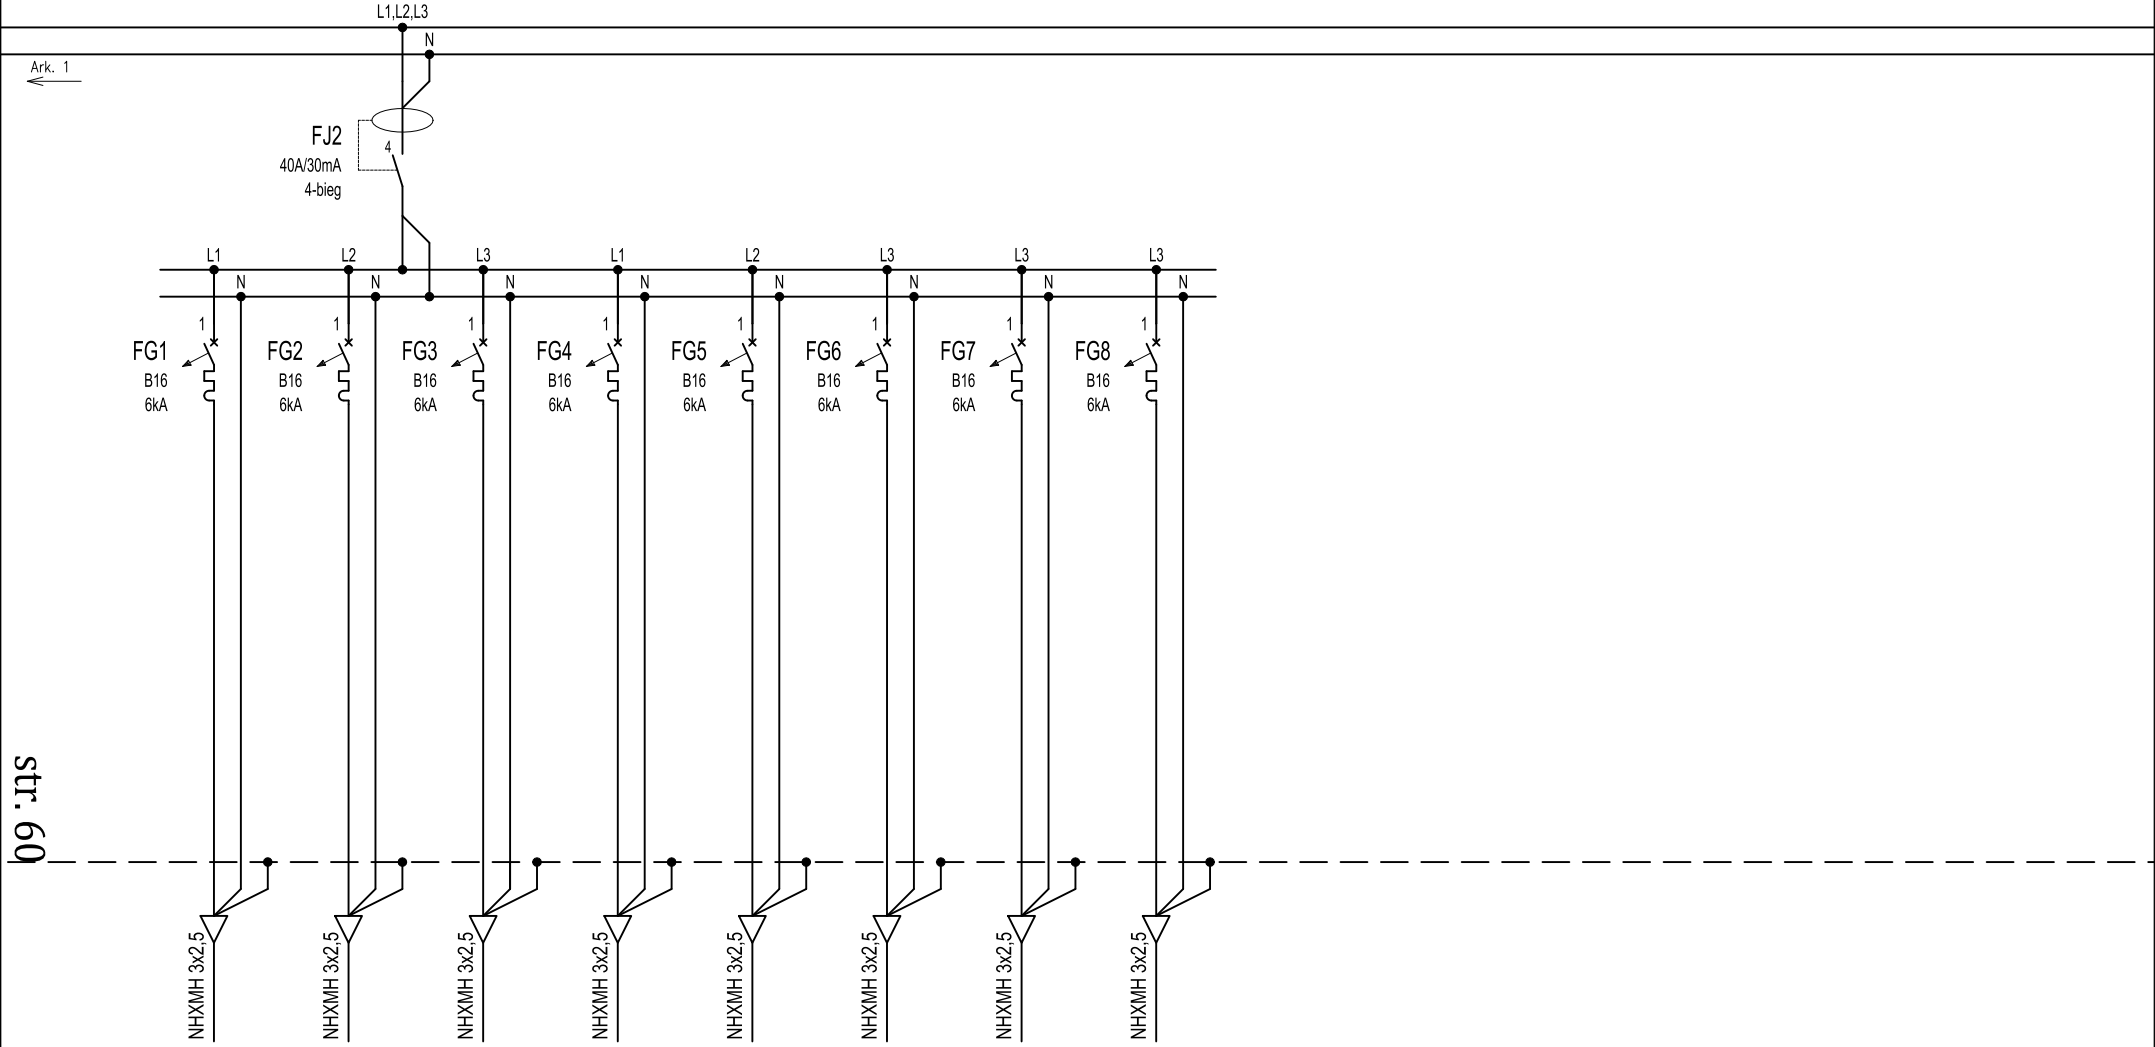 L1,L2,L3
N
Ark. 1
FJ2
40A/30mA
4-bieg
4
L1
L2
L3
L1
L2
L3
L3
L3
N
N
N
N
N
N
N
N
1
1
1
1
1
1
1
1
FG1
FG2
FG3
FG4
FG5
FG6
FG7
FG8
B16
B16
B16
B16
B16
B16
B16
B16
6kA
6kA
6kA
6kA
6kA
6kA
6kA
6kA
str. 60
NHXMH 3x2,5
NHXMH 3x2,5
NHXMH 3x2,5
NHXMH 3x2,5
NHXMH 3x2,5
NHXMH 3x2,5
NHXMH 3x2,5
NHXMH 3x2,5